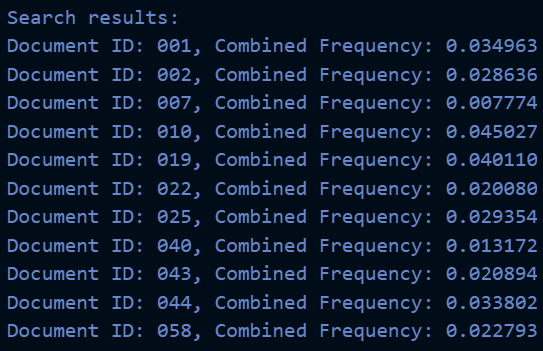 Search results:
Document ID: 001, Combined Frequency: 0.034963
Document ID: 002, Combined Frequency: 0.028636
Document ID: 007, Combined Frequency: 0.007774
Document ID: 010, Combined Frequency: 0.045027
Document ID: 019, Combined Frequency: 0.040110
Document ID: 022, Combined Frequency: 0.020080
Document ID: 025, Combined Frequency: 0.029354
Document ID: 040, Combined Frequency: 0.013172
Document ID: 043, Combined Frequency: 0.020894
Document ID: 044, Combined Frequency: 0.033802
Document ID: 058, Combined Frequency: 0.022793